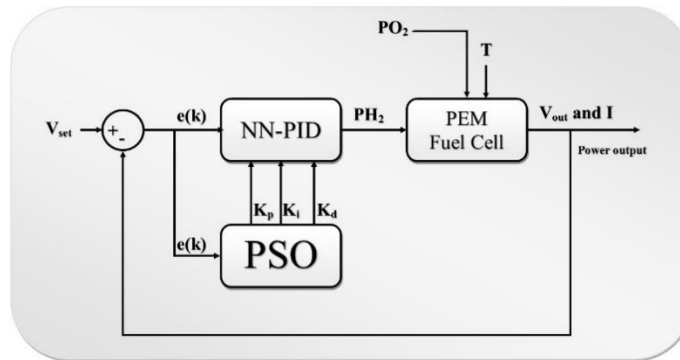 PO₂
T
V_set
+
-
e(k)
NN-PID
PH₂
PEM
Fuel Cell
V_out and I
Power output
K_p
K_i
K_d
e(k)
PSO